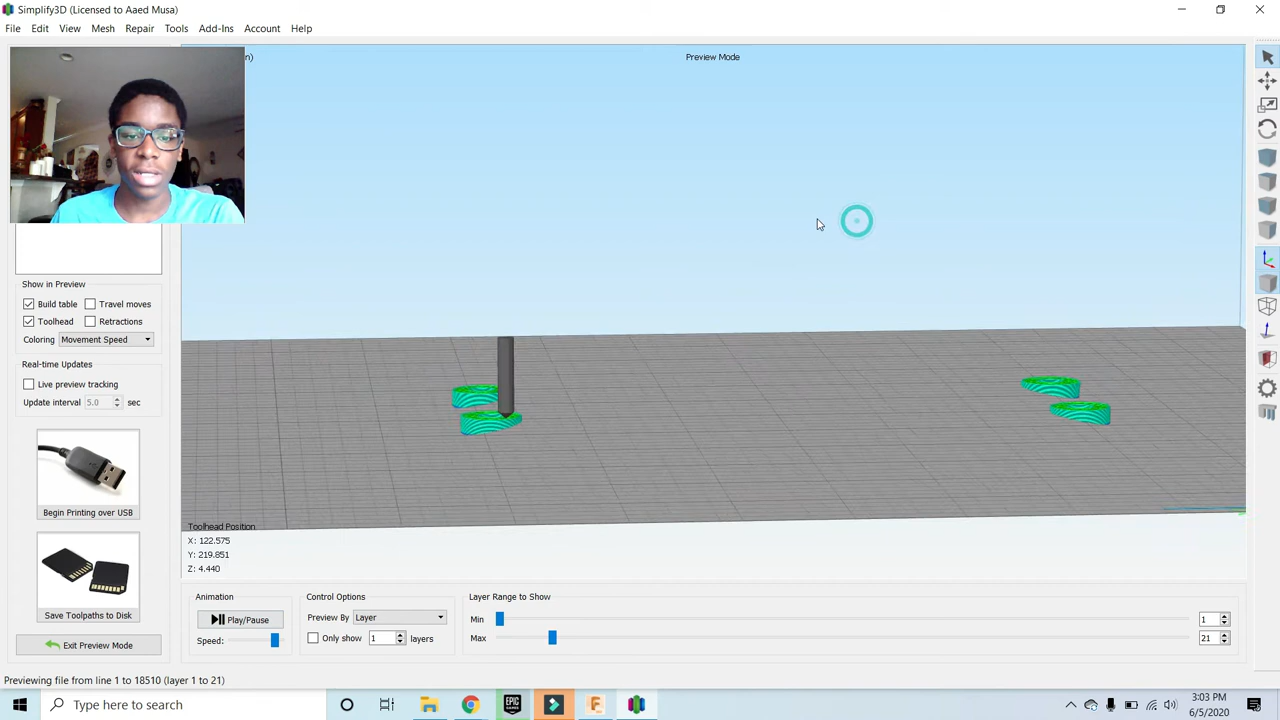 Simplify3D (Licensed to Aaed Musa)
File Edit View Mesh Repair Tools Add-Ins Account Help
n)
Preview Mode
Show in Preview
Build table Travel moves
Toolhead Retractions
Coloring Movement Speed
Real-time Updates
Live preview tracking
Update interval 5.0 sec
Begin Printing over USB
Save Toolpaths to Disk
Exit Preview Mode
Toolhead Position
X: 122.575
Y: 219.851
Z: 4.440
Animation
Play/Pause
Speed:
Control Options
Preview By Layer
Only show 1 layers
Layer Range to Show
Min 1
Max 21
Previewing file from line 1 to 18510 (layer 1 to 21)
Type here to search
EPIC GAMES
3:03 PM
6/5/2020